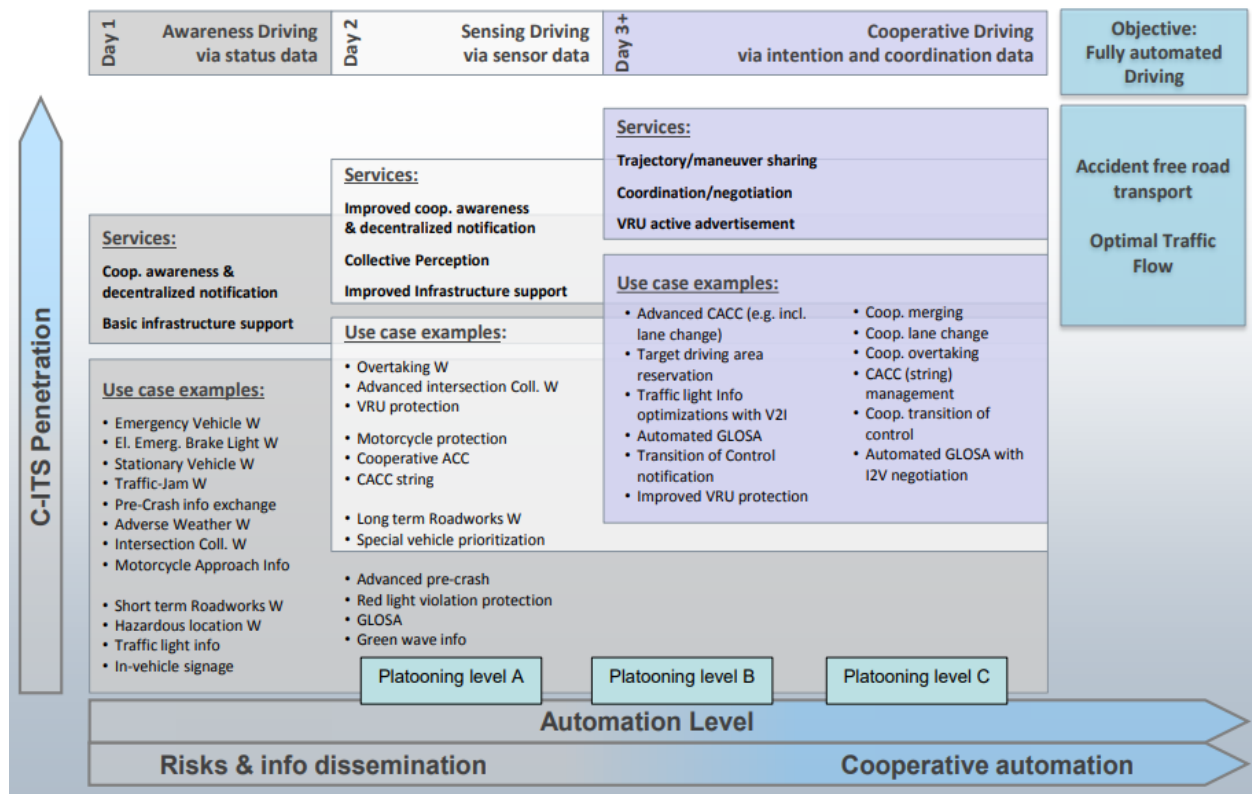 Day 1
Awareness Driving
via status data
Day 2
Sensing Driving
via sensor data
Day 3+
Cooperative Driving
via intention and coordination data
Objective:
Fully automated
Driving
C-ITS Penetration
Services:
Coop. awareness &
decentralized notification
Basic infrastructure support
Use case examples:
• Emergency Vehicle W
• El. Emerg. Brake Light W
• Stationary Vehicle W
• Traffic-Jam W
• Pre-Crash info exchange
• Adverse Weather W
• Intersection Coll. W
• Motorcycle Approach Info
• Short term Roadworks W
• Hazardous location W
• Traffic light info
• In-vehicle signage
Services:
Improved coop. awareness
& decentralized notification
Collective Perception
Improved Infrastructure support
Use case examples:
• Overtaking W
• Advanced intersection Coll. W
• VRU protection
• Motorcycle protection
• Cooperative ACC
• CACC string
• Long term Roadworks W
• Special vehicle prioritization
• Advanced pre-crash
• Red light violation protection
• GLOSA
• Green wave info
Services:
Trajectory/maneuver sharing
Coordination/negotiation
VRU active advertisement
Use case examples:
• Advanced CACC (e.g. incl.
lane change)
• Target driving area
reservation
• Traffic light Info
optimizations with V2I
• Automated GLOSA
• Transition of Control
notification
• Improved VRU protection
• Coop. merging
• Coop. lane change
• Coop. overtaking
• CACC (string)
management
• Coop. transition of
control
• Automated GLOSA with
I2V negotiation
Accident free road
transport
Optimal Traffic
Flow
Platooning level A
Platooning level B
Platooning level C
Automation Level
Risks & info dissemination
Cooperative automation